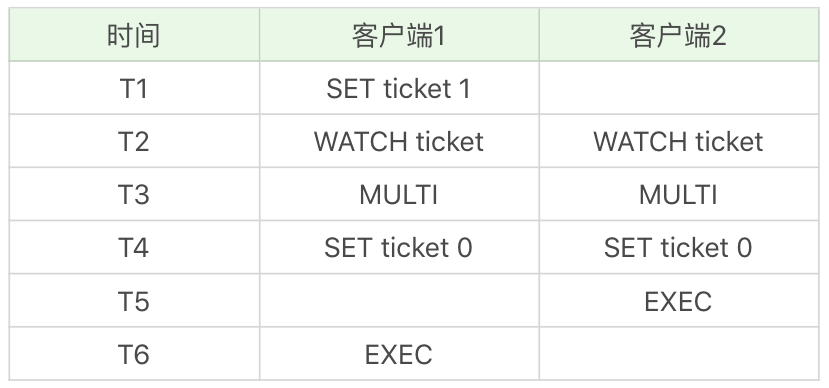 时间 客户端1 客户端2
T1 SET ticket 1
T2 WATCH ticket WATCH ticket
T3 MULTI MULTI
T4 SET ticket 0 SET ticket 0
T5 EXEC
T6 EXEC